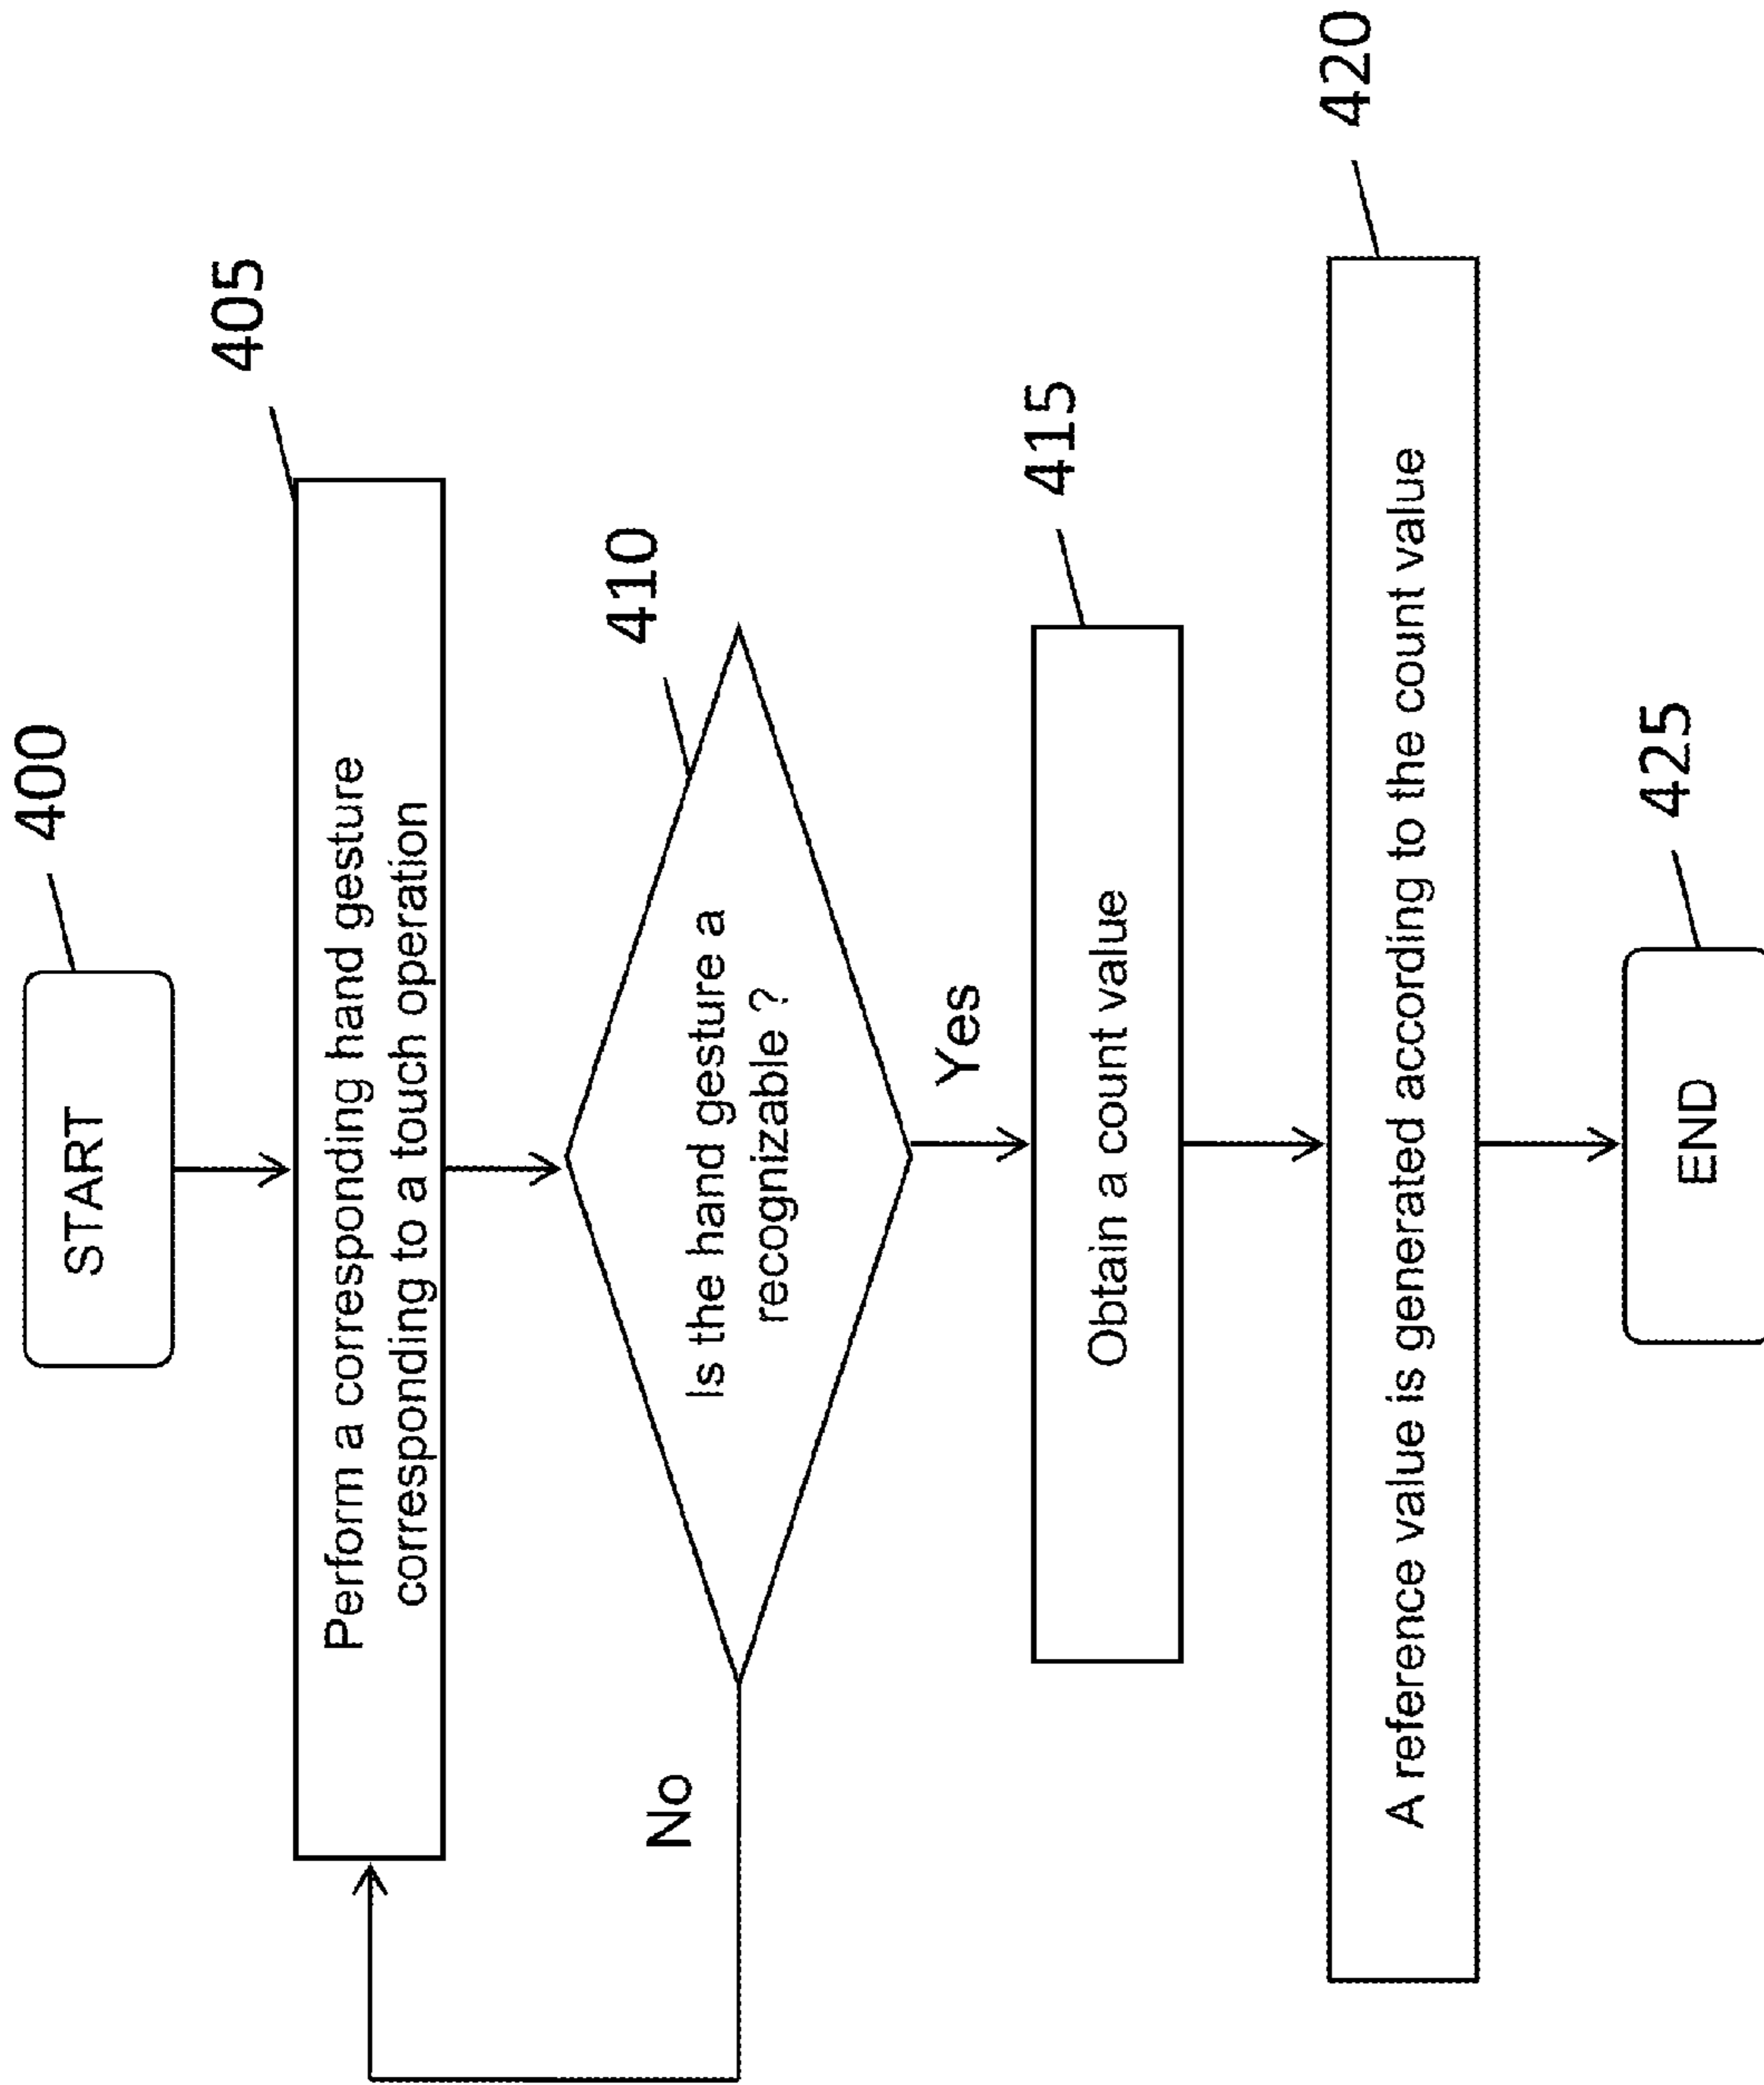 START
400
Perform a corresponding hand gesture
corresponding to a touch operation
405
Is the hand gesture a
recognizable ?
410
No
Yes
Obtain a count value
415
A reference value is generated according to the count value
420
END
425